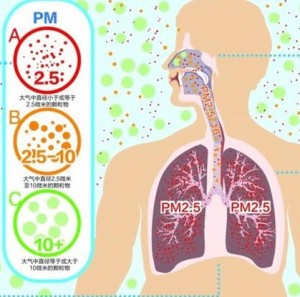 PM
A
2.5:
大气中直径小于或等于
2.5微米的颗粒物
B
2.5~10
大气中直径2.5微米
至10微米的颗粒物
C
10+
大气中直径等于或大于
10微米的颗粒物
PM2.5~10
PM2.5
PM2.5